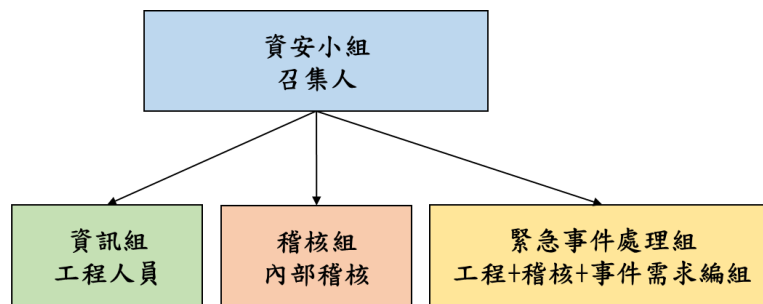 資安小組
召集人
資訊組
工程人員
稽核組
內部稽核
緊急事件處理組
工程+稽核+事件需求編組